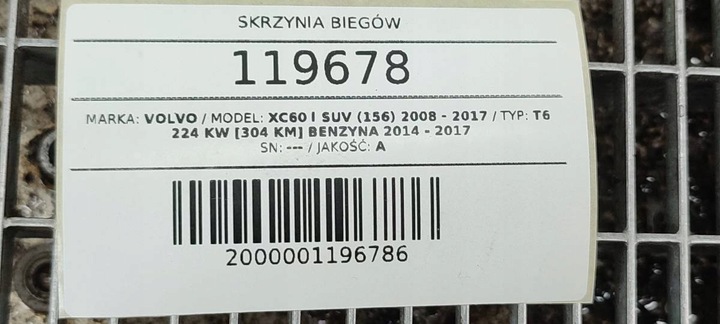 SKRZYNIA BIEGÓW
119678
MARKA: VOLVO / MODEL: XC60 I SUV (156) 2008 - 2017 / TYP: T6
224 KW [304 KM] BENZYNA 2014 - 2017
SN: --- / JAKOŚĆ: A
2000001196786